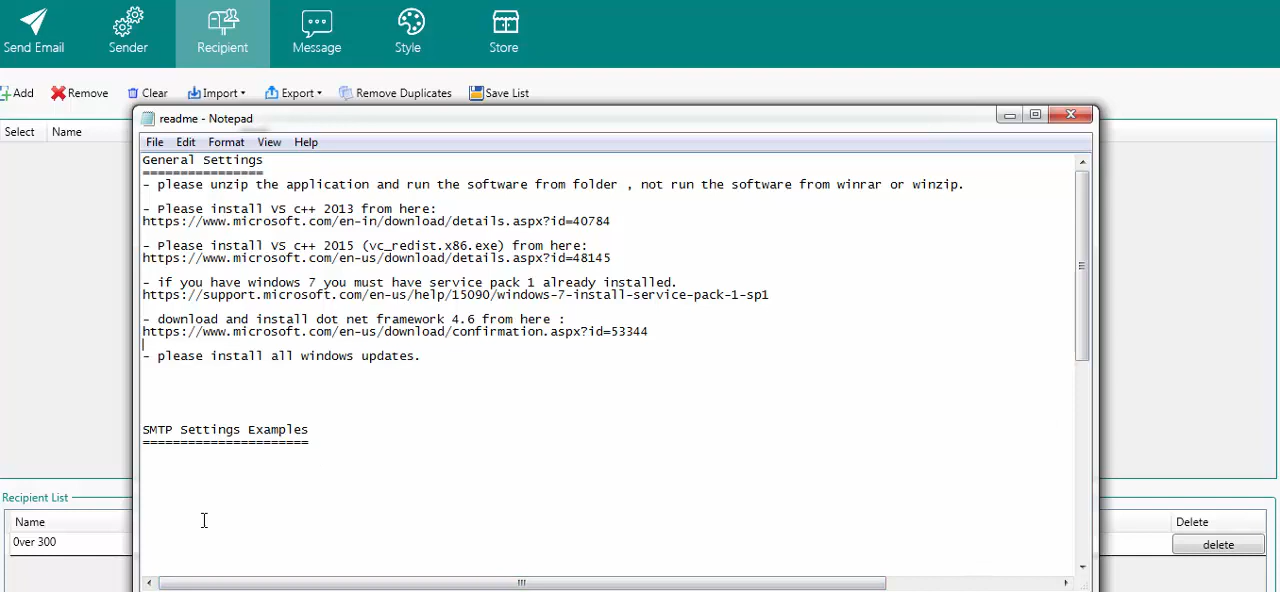 Send Email
Sender
Recipient
Message
Style
Store
Add
Remove
Clear
Import
Export
Remove Duplicates
Save List
Select
Name
readme - Notepad
File
Edit
Format
View
Help
General Settings
================
- please unzip the application and run the software from folder , not run the software from winrar or winzip.
- Please install VS c++ 2013 from here:
https://www.microsoft.com/en-in/download/details.aspx?id=40784
- Please install VS c++ 2015 (vc_redist.x86.exe) from here:
https://www.microsoft.com/en-us/download/details.aspx?id=48145
- if you have windows 7 you must have service pack 1 already installed.
https://support.microsoft.com/en-us/help/15090/windows-7-install-service-pack-1-sp1
- download and install dot net framework 4.6 from here :
https://www.microsoft.com/en-us/download/confirmation.aspx?id=53344
- please install all windows updates.
SMTP Settings Examples
======================
Recipient List
Name
Delete
0ver 300
delete